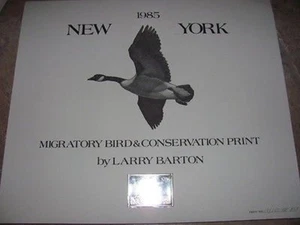 1985
NEW YORK
MIGRATORY BIRD & CONSERVATION PRINT
by LARRY BARTON